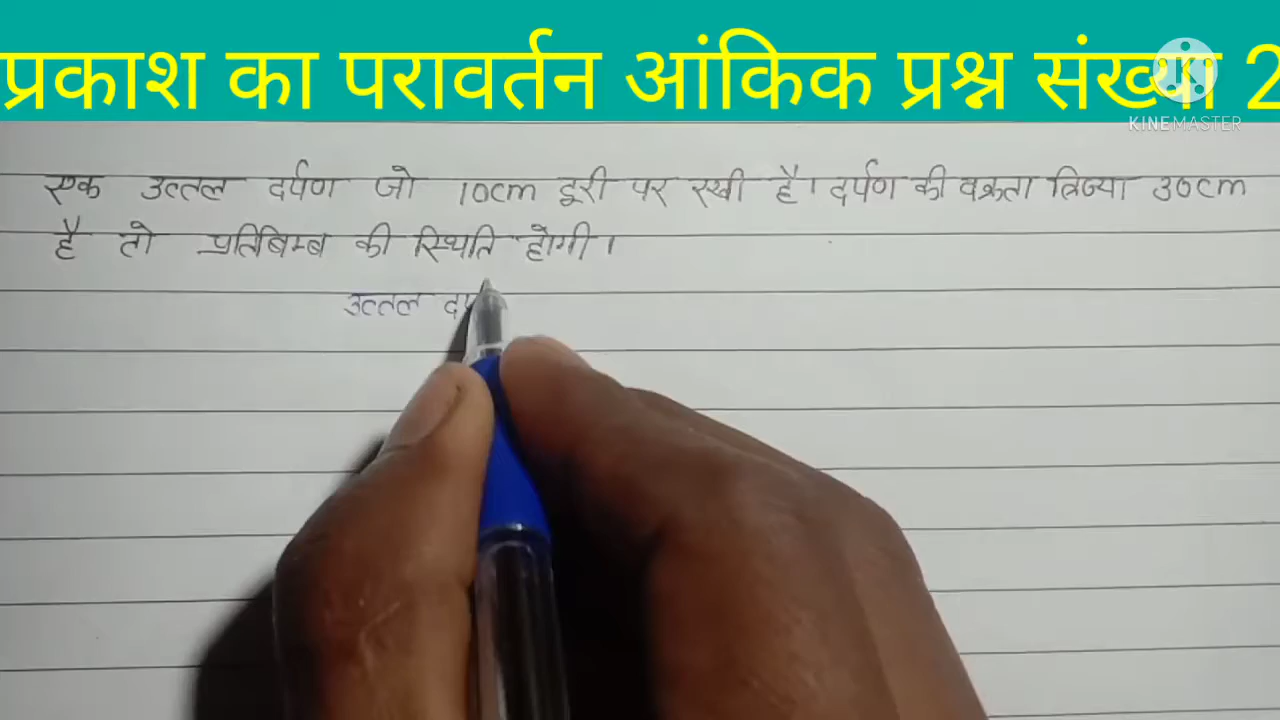 प्रकाश का परावर्तन आंकिक प्रश्न संख्या 2
KINEMASTER
एक उत्तल दर्पण जो 10cm दूरी पर रखी है। दर्पण की वक्रता त्रिज्या 30cm
है तो प्रतिबिम्ब की स्थिति होगी।
उत्तल